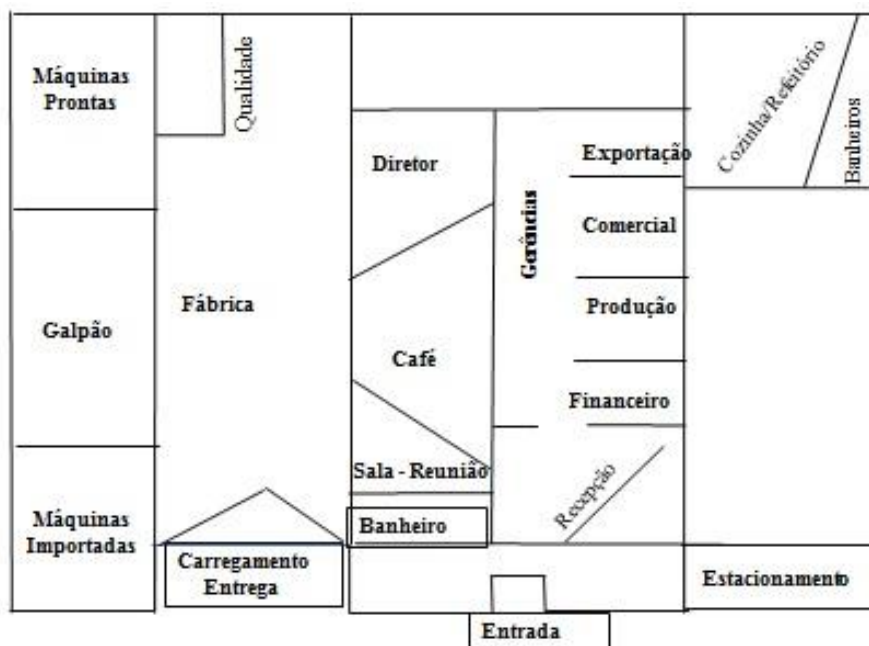 Máquinas
Prontas
Qualidade
Diretor
Exportação
Cozinha/Refeitório
Banheiros
Gerências
Comercial
Fábrica
Galpão
Produção
Café
Financeiro
Sala - Reunião
Recepção
Máquinas
Importadas
Banheiro
Carregamento
Entrega
Estacionamento
Entrada